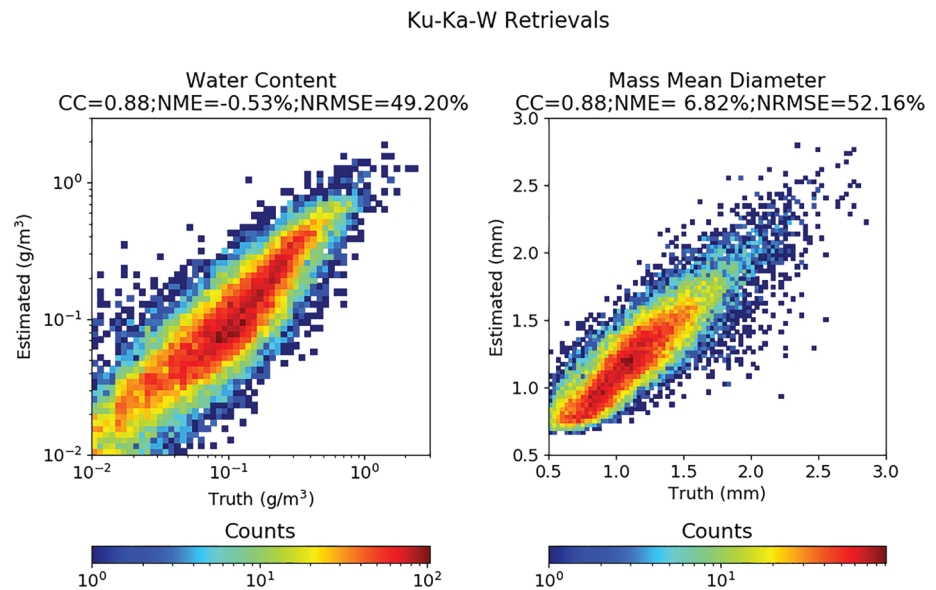 Ku-Ka-W Retrievals
Water Content
CC=0.88;NME=-0.53%;NRMSE=49.20%
Estimated (g/m³)
10⁰
10⁻¹
10⁻²
10⁻² 10⁻¹ 10⁰
Truth (g/m³)
Counts
10⁰ 10¹ 10²
Mass Mean Diameter
CC=0.88;NME= 6.82%;NRMSE=52.16%
Estimated (mm)
3.0
2.5
2.0
1.5
1.0
0.5
0.5 1.0 1.5 2.0 2.5 3.0
Truth (mm)
Counts
10⁰ 10¹